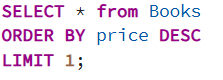 SELECT * from Books
ORDER BY price DESC
LIMIT 1;